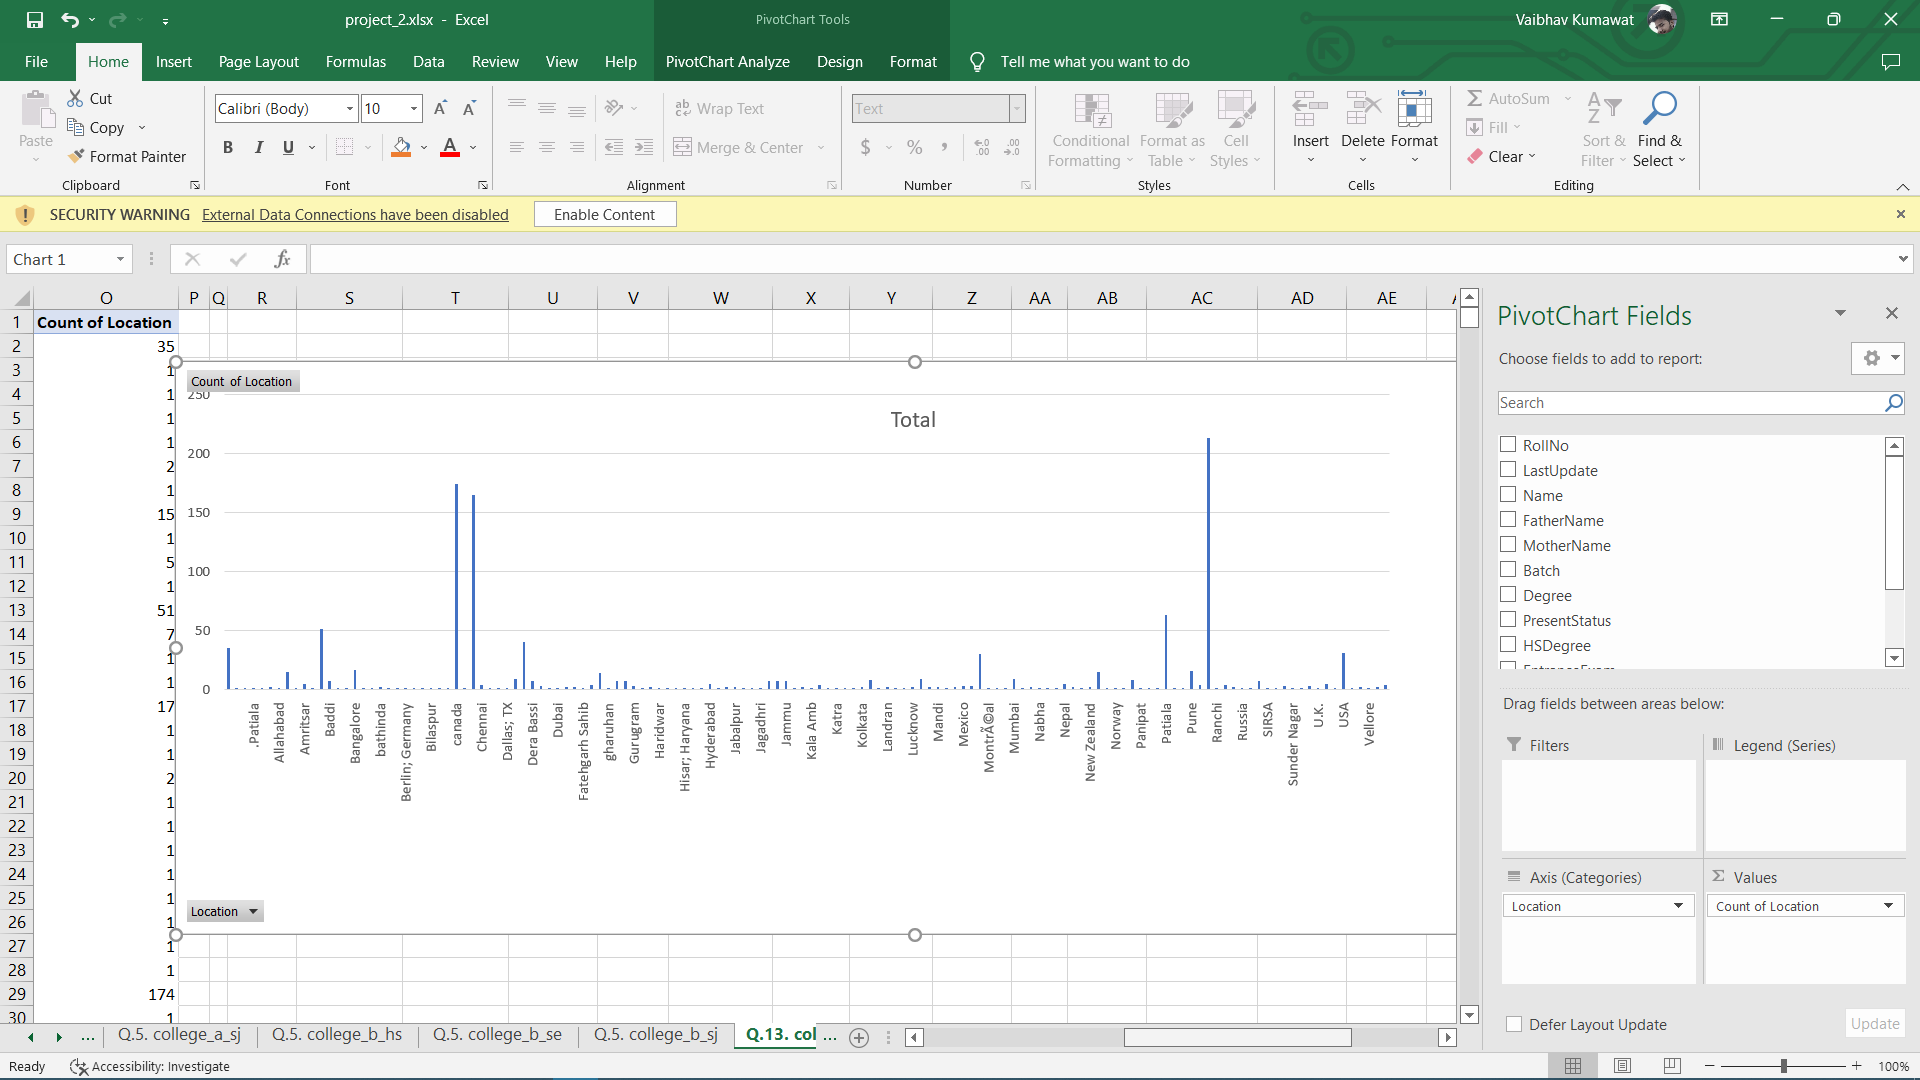 project_2.xlsx - Excel
PivotChart Tools
Vaibhav Kumawat
File Home Insert Page Layout Formulas Data Review View Help PivotChart Analyze Design Format Tell me what you want to do
Paste
Cut
Copy
Format Painter
Clipboard
Calibri (Body) 10
B I U
Font
Wrap Text
Merge & Center
Alignment
Text
$ % ,
Number
Conditional Formatting
Format as Table
Cell Styles
Styles
Insert Delete Format
Cells
AutoSum
Fill
Clear
Sort & Filter
Find & Select
Editing
SECURITY WARNING External Data Connections have been disabled Enable Content
Chart 1 fx
O P Q R S T U V W X Y Z AA AB AC AD AE
1 Count of Location
2 35
3 1
4 1
5 1
6 1
7 2
8 1
9 15
10 1
11 5
12 1
13 51
14 7
15 1
16 1
17 17
18 1
19 1
20 2
21 1
22 1
23 1
24 1
25 1
26 1
27 1
28 1
29 174
30 1
Count of Location
Total
250
200
150
100
50
0
.Patiala
Allahabad
Amritsar
Baddi
Bangalore
bathinda
Berlin; Germany
Bilaspur
canada
Chennai
Dallas; TX
Dera Bassi
Dubai
Fatehgarh Sahib
gharuhan
Gurugram
Haridwar
Hisar; Haryana
Hyderabad
Jabalpur
Jagadhri
Jammu
Kala Amb
Katra
Kolkata
Landran
Lucknow
Mandi
Mexico
MontrÃ©al
Mumbai
Nabha
Nepal
New Zealand
Norway
Panipat
Patiala
Pune
Ranchi
Russia
SIRSA
Sunder Nagar
U.K.
USA
Vellore
Location
PivotChart Fields
Choose fields to add to report:
Search
RollNo
LastUpdate
Name
FatherName
MotherName
Batch
Degree
PresentStatus
HSDegree
Drag fields between areas below:
Filters
Legend (Series)
Axis (Categories)
Values
Location
Count of Location
Defer Layout Update
Update
... Q.5. college_a_sj Q.5. college_b_hs Q.5. college_b_se Q.5. college_b_sj Q.13. col ...
Ready Accessibility: Investigate
100%